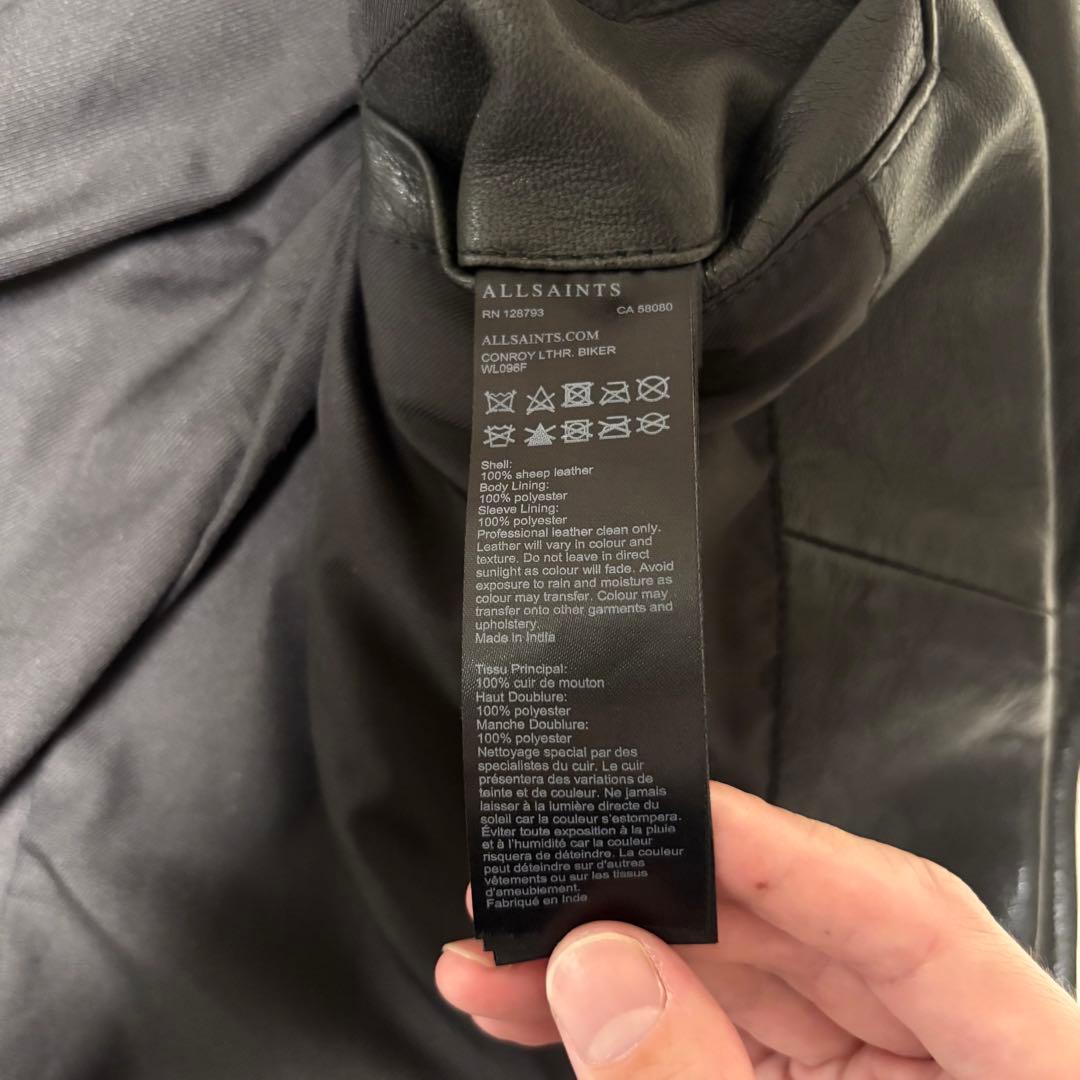 ALLSAINTS
RN 128793 CA 58080
ALLSAINTS.COM
CONROY LTHR. BIKER
WL096F
Shell:
100% sheep leather
Body Lining:
100% polyester
Sleeve Lining:
100% polyester
Professional leather clean only.
Leather will vary in colour and
texture. Do not leave in direct
sunlight as colour will fade. Avoid
exposure to rain and moisture as
colour may transfer. Colour may
transfer onto other garments and
upholstery.
Made in India
Tissu Principal:
100% cuir de mouton
Haut Doublure:
100% polyester
Manche Doublure:
100% polyester
Nettoyage special par des
specialistes du cuir. Le cuir
présentera des variations de
teinte et de couleur. Ne jamais
laisser à la lumière directe du
soleil car la couleur s'estompera.
Éviter toute exposition à la pluie
et à l'humidité car la couleur
risquera de déteindre. La couleur
peut déteindre sur d'autres
vêtements ou sur les tissus
d'ameublement.
Fabriqué en Inde